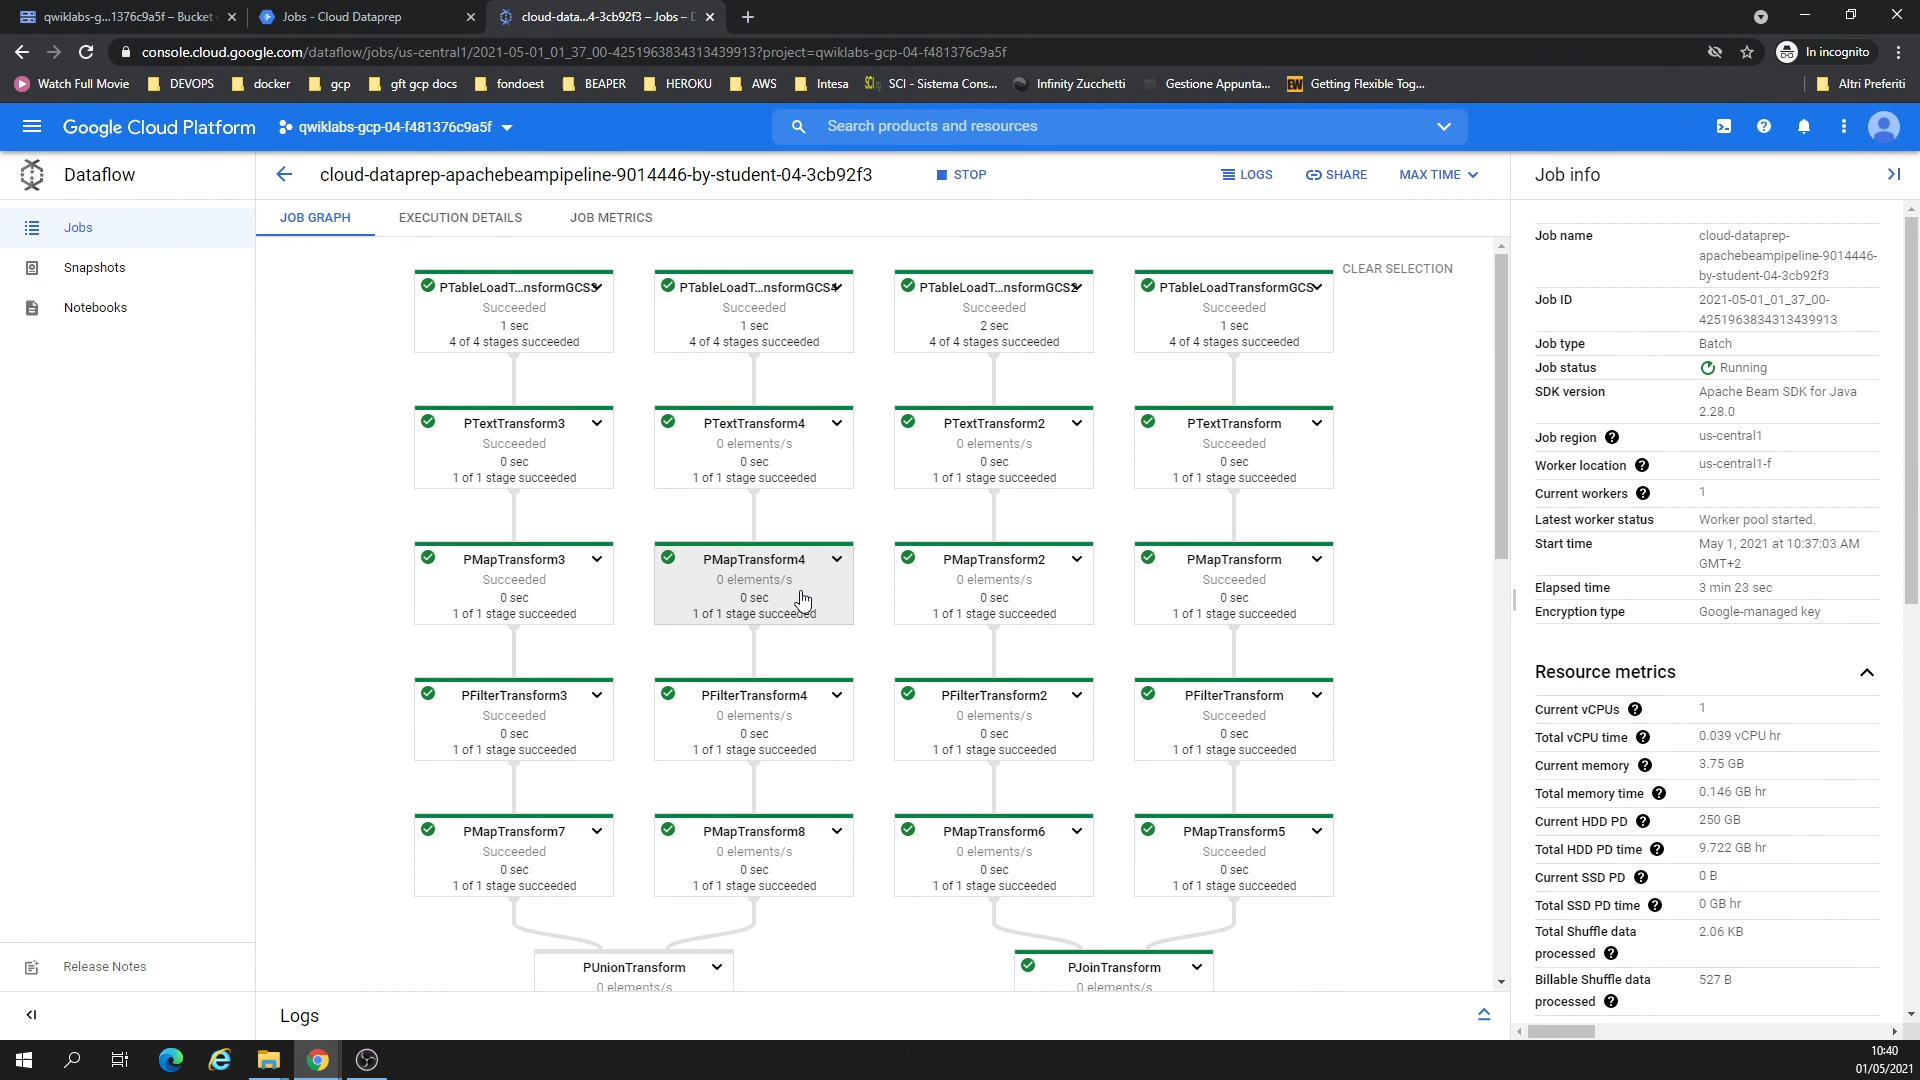 qwiklabs-g...1376c9a5f – Bucket
Jobs - Cloud Dataprep
cloud-data...4-3cb92f3 – Jobs –
console.cloud.google.com/dataflow/jobs/us-central1/2021-05-01_01_37_00-4251963834313439913?project=qwiklabs-gcp-04-f481376c9a5f
In incognito
Watch Full Movie
DEVOPS
docker
gcp
gft gcp docs
fondoest
BEAPER
HEROKU
AWS
Intesa
SCI - Sistema Cons...
Infinity Zucchetti
Gestione Appunta...
EW Getting Flexible Tog...
Altri Preferiti
Google Cloud Platform
qwiklabs-gcp-04-f481376c9a5f
Search products and resources
Dataflow
Jobs
Snapshots
Notebooks
Release Notes
cloud-dataprep-apachebeampipeline-9014446-by-student-04-3cb92f3
STOP
LOGS
SHARE
MAX TIME
JOB GRAPH
EXECUTION DETAILS
JOB METRICS
CLEAR SELECTION
PTableLoadT...nsformGCS3
Succeeded
1 sec
4 of 4 stages succeeded
PTableLoadT...nsformGCS4
Succeeded
1 sec
4 of 4 stages succeeded
PTableLoadT...nsformGCS2
Succeeded
2 sec
4 of 4 stages succeeded
PTableLoadTransformGCS
Succeeded
1 sec
4 of 4 stages succeeded
PTextTransform3
Succeeded
0 sec
1 of 1 stage succeeded
PTextTransform4
0 elements/s
0 sec
1 of 1 stage succeeded
PTextTransform2
0 elements/s
0 sec
1 of 1 stage succeeded
PTextTransform
Succeeded
0 sec
1 of 1 stage succeeded
PMapTransform3
Succeeded
0 sec
1 of 1 stage succeeded
PMapTransform4
0 elements/s
0 sec
1 of 1 stage succeeded
PMapTransform2
0 elements/s
0 sec
1 of 1 stage succeeded
PMapTransform
Succeeded
0 sec
1 of 1 stage succeeded
PFilterTransform3
Succeeded
0 sec
1 of 1 stage succeeded
PFilterTransform4
0 elements/s
0 sec
1 of 1 stage succeeded
PFilterTransform2
0 elements/s
0 sec
1 of 1 stage succeeded
PFilterTransform
Succeeded
0 sec
1 of 1 stage succeeded
PMapTransform7
Succeeded
0 sec
1 of 1 stage succeeded
PMapTransform8
0 elements/s
0 sec
1 of 1 stage succeeded
PMapTransform6
0 elements/s
0 sec
1 of 1 stage succeeded
PMapTransform5
Succeeded
0 sec
1 of 1 stage succeeded
PUnionTransform
0 elements/s
PJoinTransform
0 elements/s
Logs
Job info
Job name cloud-dataprep-
apachebeampipeline-9014446-
by-student-04-3cb92f3
Job ID 2021-05-01_01_37_00-
4251963834313439913
Job type Batch
Job status Running
SDK version Apache Beam SDK for Java
2.28.0
Job region us-central1
Worker location us-central1-f
Current workers 1
Latest worker status Worker pool started.
Start time May 1, 2021 at 10:37:03 AM
GMT+2
Elapsed time 3 min 23 sec
Encryption type Google-managed key
Resource metrics
Current vCPUs 1
Total vCPU time 0.039 vCPU hr
Current memory 3.75 GB
Total memory time 0.146 GB hr
Current HDD PD 250 GB
Total HDD PD time 9.722 GB hr
Current SSD PD 0 B
Total SSD PD time 0 GB hr
Total Shuffle data 2.06 KB
processed
Billable Shuffle data 527 B
processed
10:40
01/05/2021